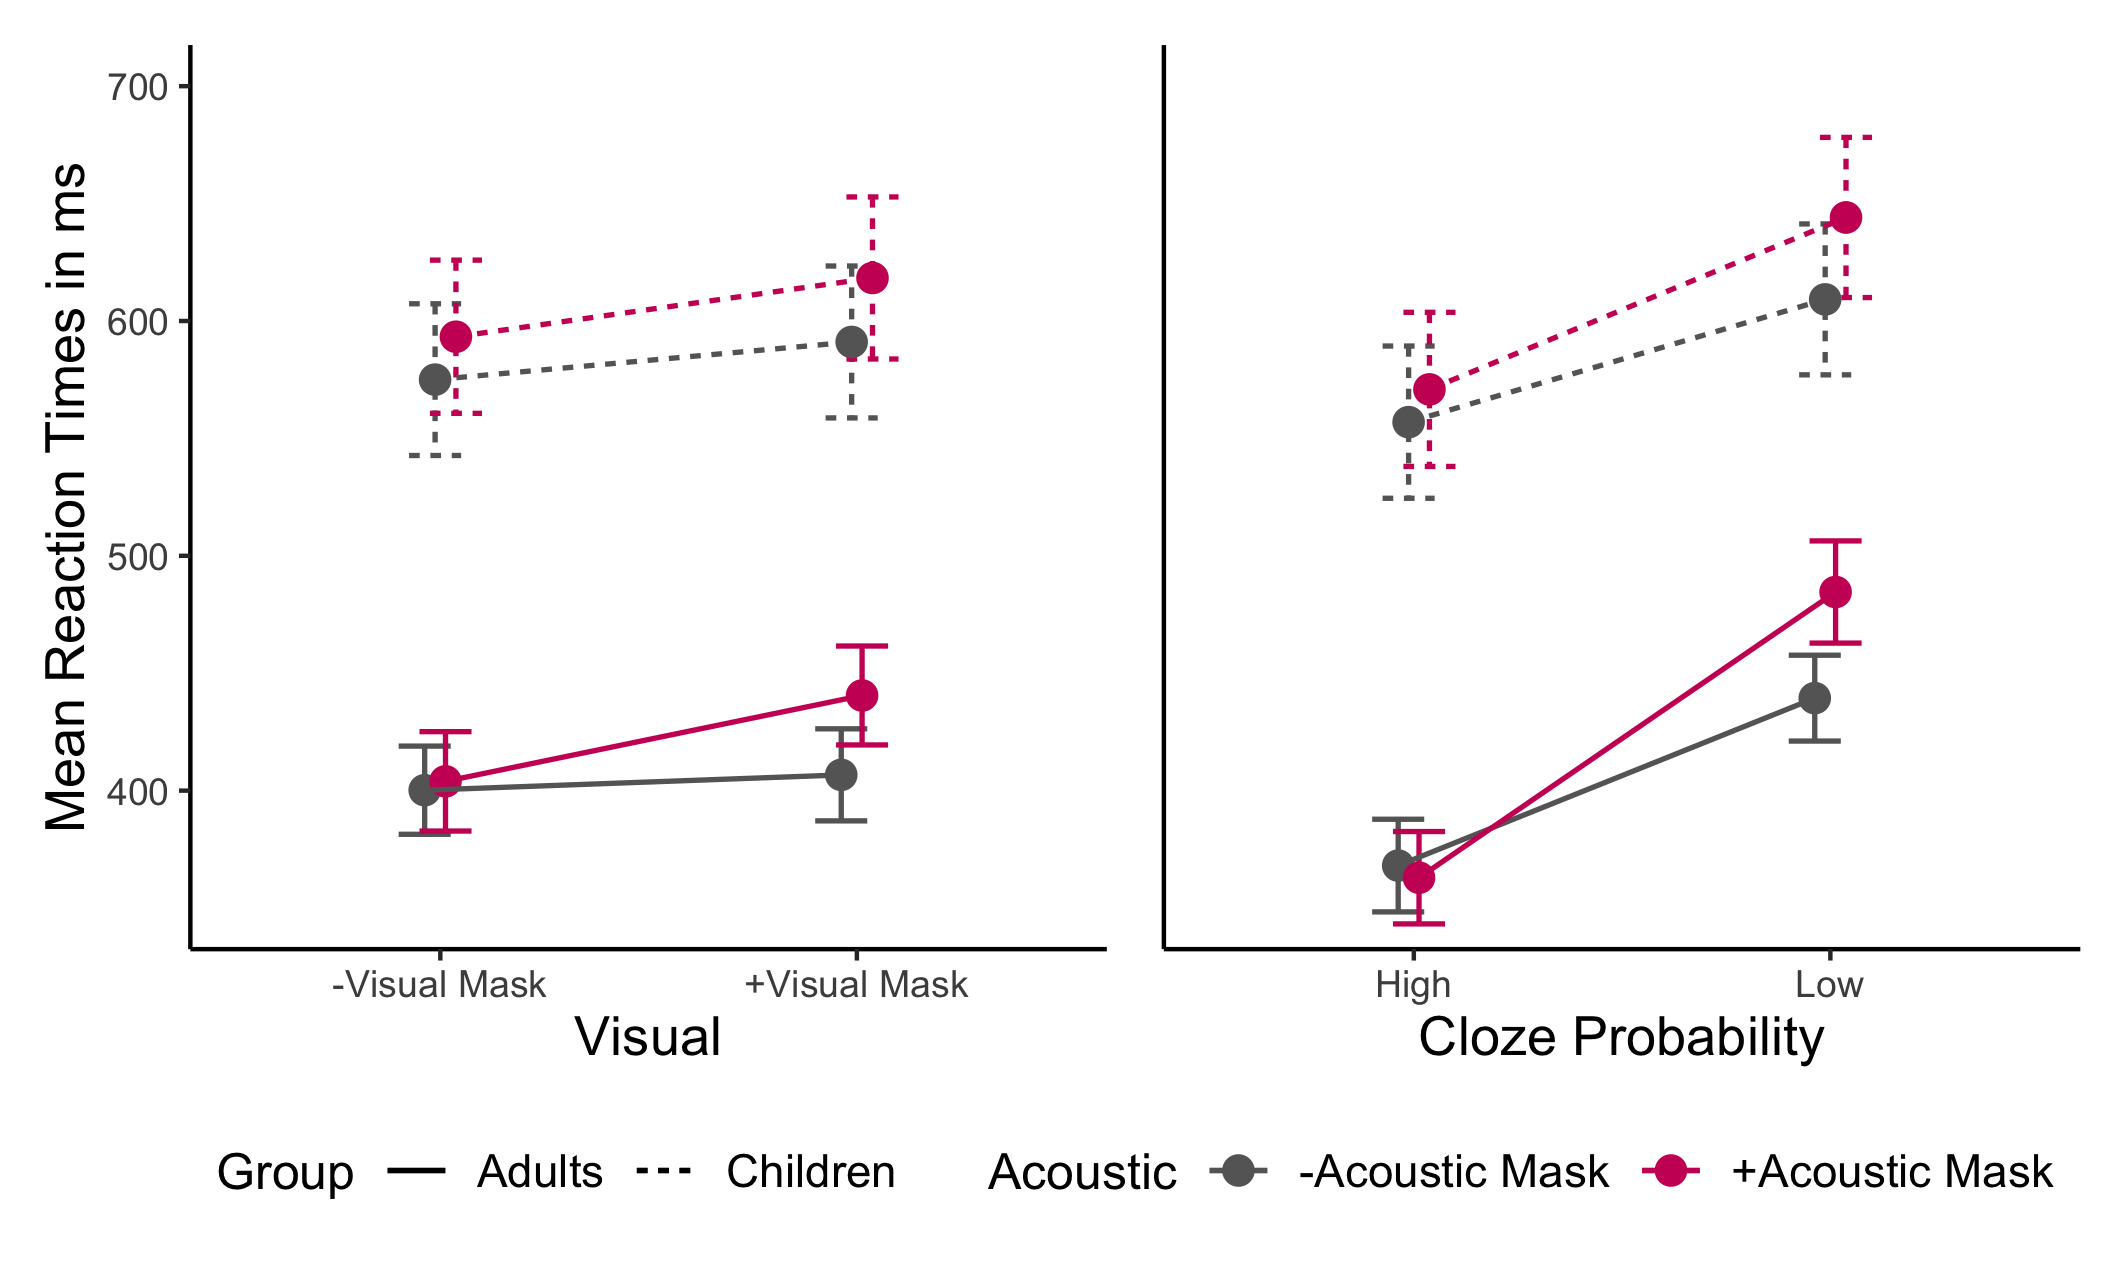 Mean Reaction Times in ms
700
600
500
400
-Visual Mask +Visual Mask
Visual
High Low
Cloze Probability
Group Adults Children Acoustic -Acoustic Mask +Acoustic Mask